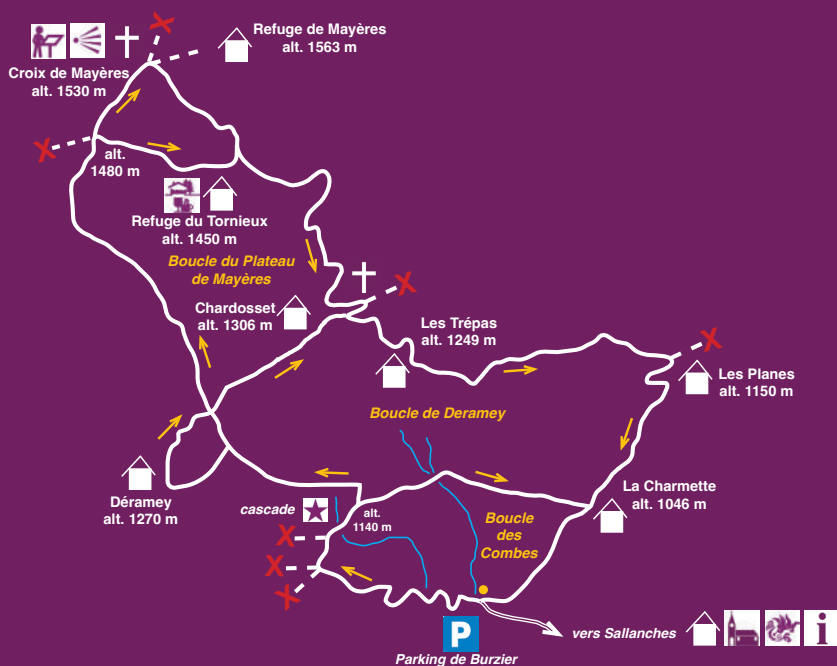 Refuge de Mayères
alt. 1563 m
Croix de Mayères
alt. 1530 m
alt.
1480 m
Refuge du Tornieux
alt. 1450 m
Boucle du Plateau
de Mayères
Chardosset
alt. 1306 m
Les Trépas
alt. 1249 m
Les Planes
alt. 1150 m
Boucle de Deramey
Déramey
alt. 1270 m
cascade
alt.
1140 m
La Charmette
alt. 1046 m
Boucle
des
Combes
P
Parking de Burzier
vers Sallanches
i